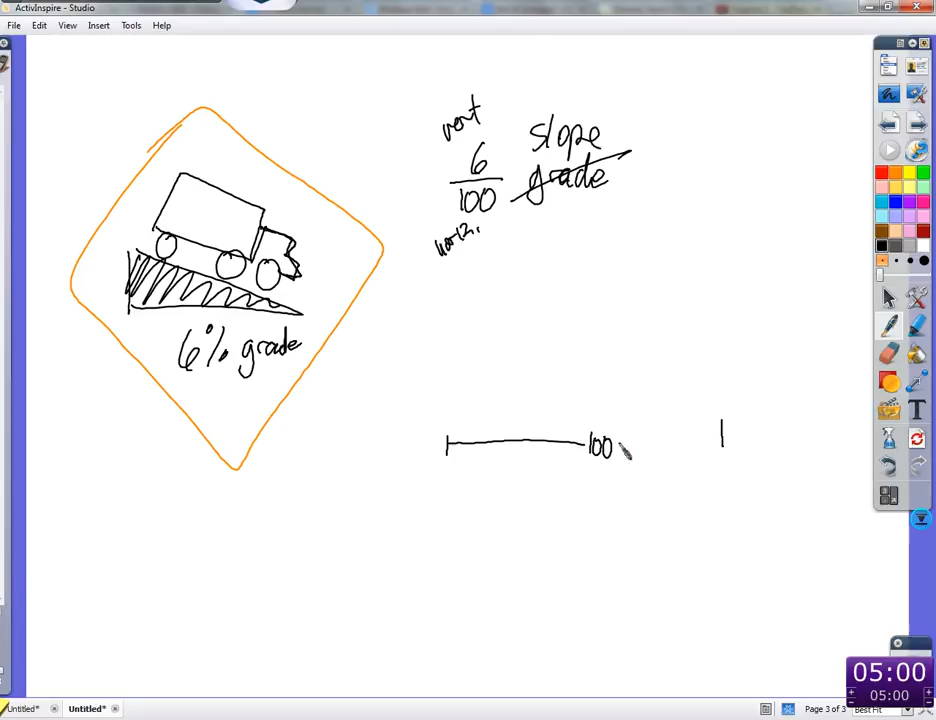 ActivInspire - Studio
File Edit View Insert Tools Help
vert
6
100
horiz.
slope
grade
6% grade
100
T
05:00
05:00
Untitled* Untitled* Page 3 of 3 Best Fit